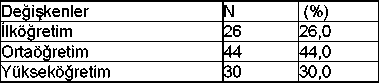 Değişkenler N (%)
İlköğretim 26 26,0
Ortaöğretim 44 44,0
Yükseköğretim 30 30,0